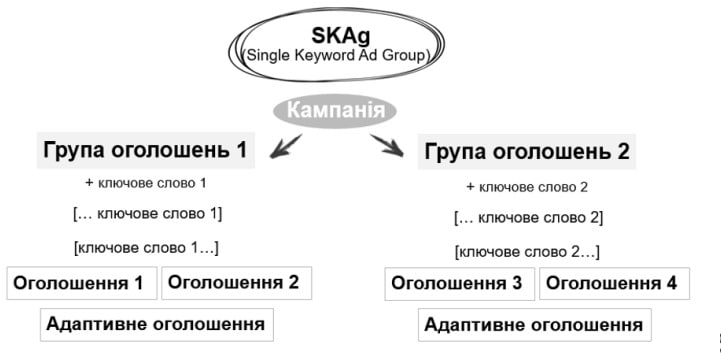 SKAg
(Single Keyword Ad Group)
Кампанія
Група оголошень 1
+ ключове слово 1
[... ключове слово 1]
[ключове слово 1...]
Оголошення 1
Оголошення 2
Адаптивне оголошення
Група оголошень 2
+ ключове слово 2
[... ключове слово 2]
[ключове слово 2...]
Оголошення 3
Оголошення 4
Адаптивне оголошення